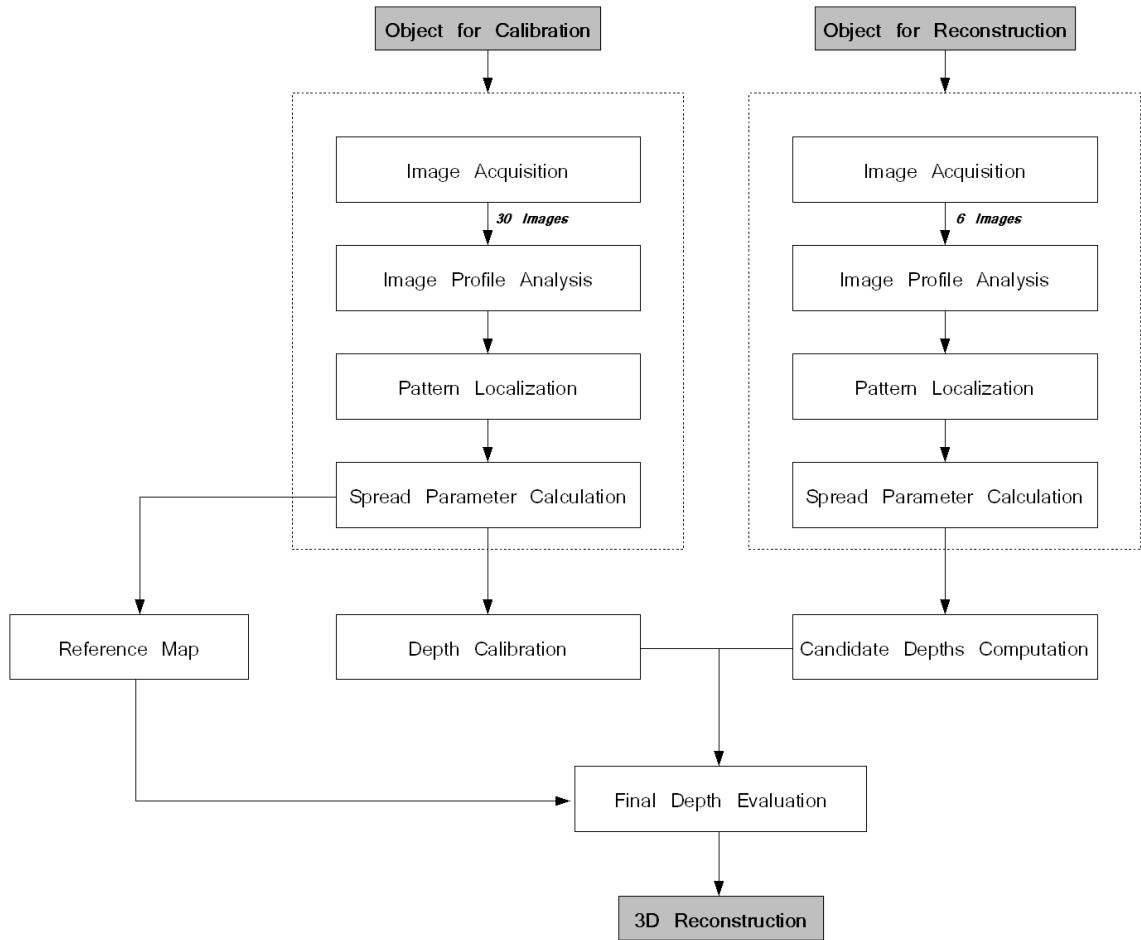 Object for Calibration
Object for Reconstruction
Image Acquisition
Image Acquisition
30 Images
6 Images
Image Profile Analysis
Image Profile Analysis
Pattern Localization
Pattern Localization
Spread Parameter Calculation
Spread Parameter Calculation
Reference Map
Depth Calibration
Candidate Depths Computation
Final Depth Evaluation
3D Reconstruction